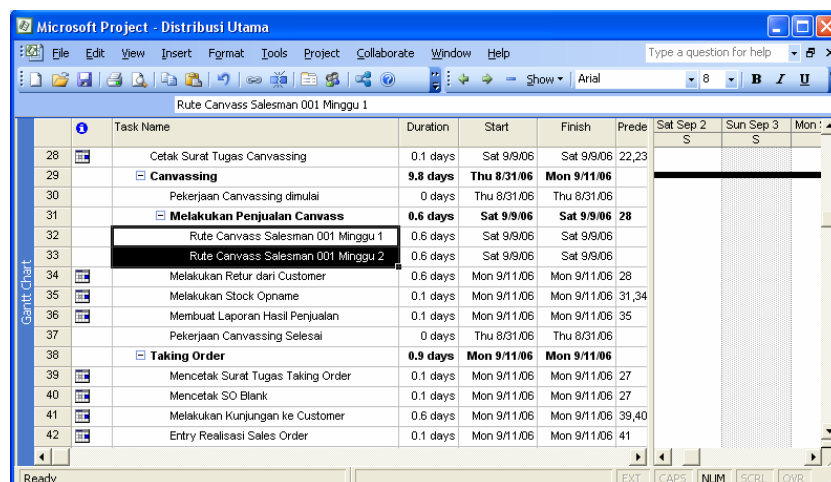 Microsoft Project - Distribusi Utama
File Edit View Insert Format Tools Project Collaborate Window Help Type a question for help
Show Arial 8 B I U
Rute Canvass Salesman 001 Minggu 1
Task Name Duration Start Finish Prede Sat Sep 2 Sun Sep 3 Mon
S S
28 Cetak Surat Tugas Canvassing 0.1 days Sat 9/9/06 Sat 9/9/06 22,23
29 Canvassing 9.8 days Thu 8/31/06 Mon 9/11/06
30 Pekerjaan Canvassing dimulai 0 days Thu 8/31/06 Thu 8/31/06
31 Melakukan Penjualan Canvass 0.6 days Sat 9/9/06 Sat 9/9/06 28
32 Rute Canvass Salesman 001 Minggu 1 0.6 days Sat 9/9/06 Sat 9/9/06
33 Rute Canvass Salesman 001 Minggu 2 0.6 days Sat 9/9/06 Sat 9/9/06
34 Melakukan Retur dari Customer 0.6 days Mon 9/11/06 Mon 9/11/06 28
35 Melakukan Stock Opname 0.1 days Mon 9/11/06 Mon 9/11/06 31,34
36 Membuat Laporan Hasil Penjualan 0.1 days Mon 9/11/06 Mon 9/11/06 35
37 Pekerjaan Canvassing Selesai 0 days Thu 8/31/06 Thu 8/31/06
38 Taking Order 0.9 days Mon 9/11/06 Mon 9/11/06
39 Mencetak Surat Tugas Taking Order 0.1 days Mon 9/11/06 Mon 9/11/06 27
40 Mencetak SO Blank 0.1 days Mon 9/11/06 Mon 9/11/06 27
41 Melakukan Kunjungan ke Customer 0.6 days Mon 9/11/06 Mon 9/11/06 39,40
42 Entry Realisasi Sales Order 0.1 days Mon 9/11/06 Mon 9/11/06 41
Gantt Chart
Ready EXT CAPS NUM SCRL OVR